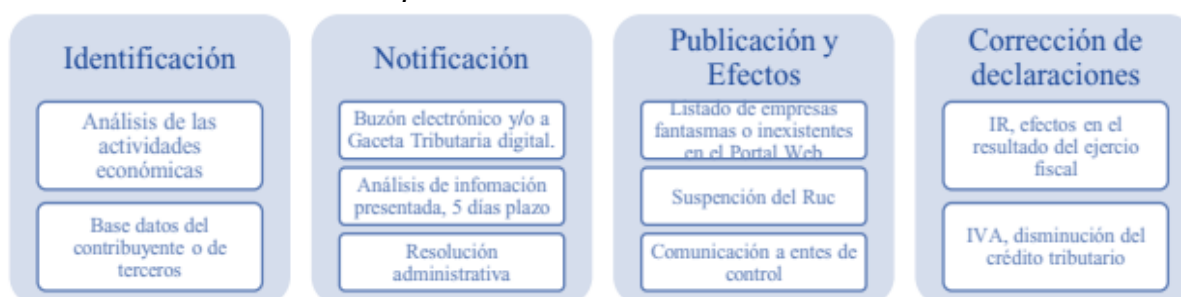 Identificación
Análisis de las
actividades
económicas
Base datos del
contribuyente o de
terceros
Notificación
Buzón electrónico y/o a
Gaceta Tributaria digital.
Análisis de infomación
presentada, 5 días plazo
Resolución
administrativa
Publicación y
Efectos
Listado de empresas
fantasmas o inexistentes
en el Portal Web
Suspención del Ruc
Comunicación a entes de
control
Corrección de
declaraciones
IR, efectos en el
resultado del ejercio
fiscal
IVA, disminución del
crédito tributario